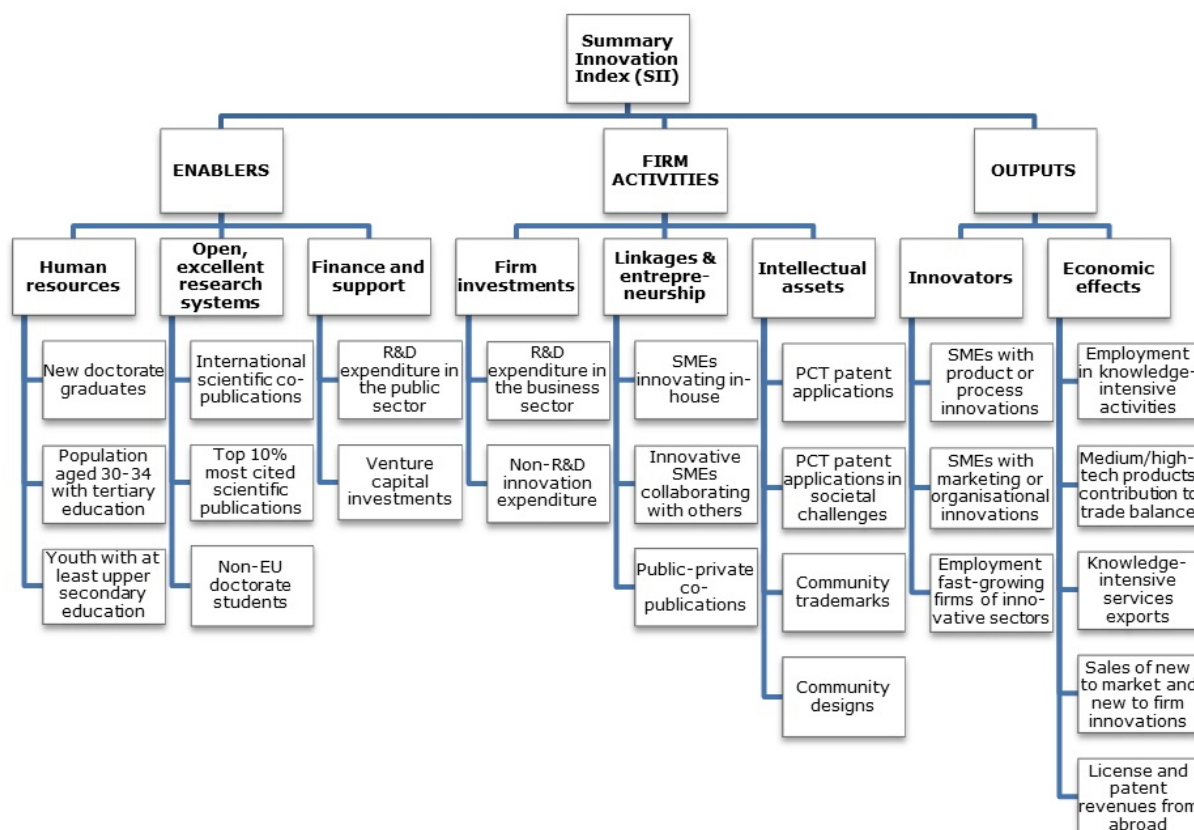 Summary
Innovation
Index (SII)
ENABLERS
FIRM
ACTIVITIES
OUTPUTS
Human
resources
Open,
excellent
research
systems
Finance and
support
Firm
investments
Linkages &
entrepre-
neurship
Intellectual
assets
Innovators
Economic
effects
New doctorate
graduates
Population
aged 30-34
with tertiary
education
Youth with at
least upper
secondary
education
International
scientific co-
publications
Top 10%
most cited
scientific
publications
Non-EU
doctorate
students
R&D
expenditure in
the public
sector
Venture
capital
investments
R&D
expenditure in
the business
sector
Non-R&D
innovation
expenditure
SMEs
innovating in-
house
Innovative
SMEs
collaborating
with others
Public-private
co-
publications
PCT patent
applications
PCT patent
applications in
societal
challenges
Community
trademarks
Community
designs
SMEs with
product or
process
innovations
SMEs with
marketing or
organisational
innovations
Employment
fast-growing
firms of inno-
vative sectors
Employment
in knowledge-
intensive
activities
Medium/high-
tech products
contribution to
trade balance
Knowledge-
intensive
services
exports
Sales of new
to market and
new to firm
innovations
License and
patent
revenues from
abroad